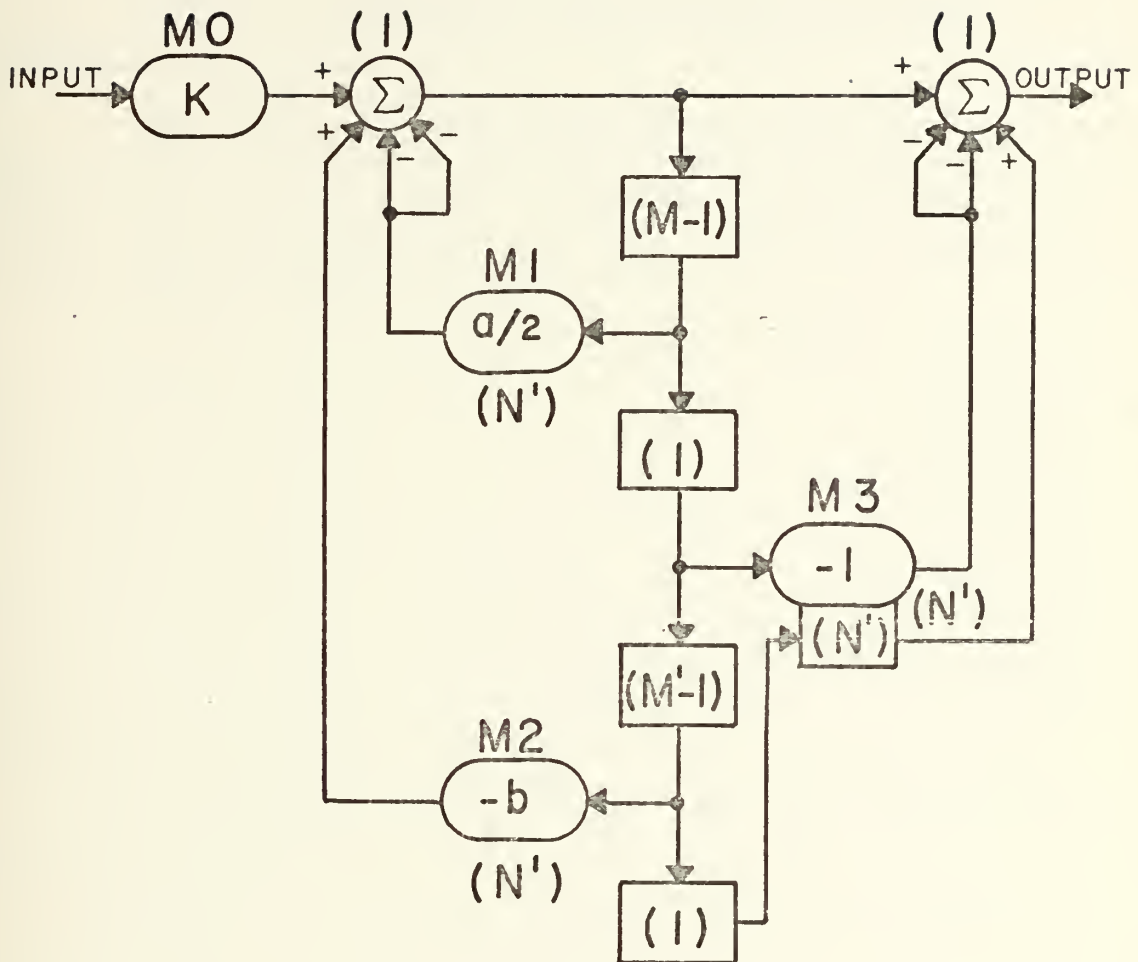 M0
(1)
(1)
INPUT
K
+
Σ
+
Σ
OUTPUT
+
-
-
-
-
+
(M-1)
M1
a/2
(N')
(1)
M3
-1
(N')
(N')
(M'-1)
M2
-b
(N')
(1)